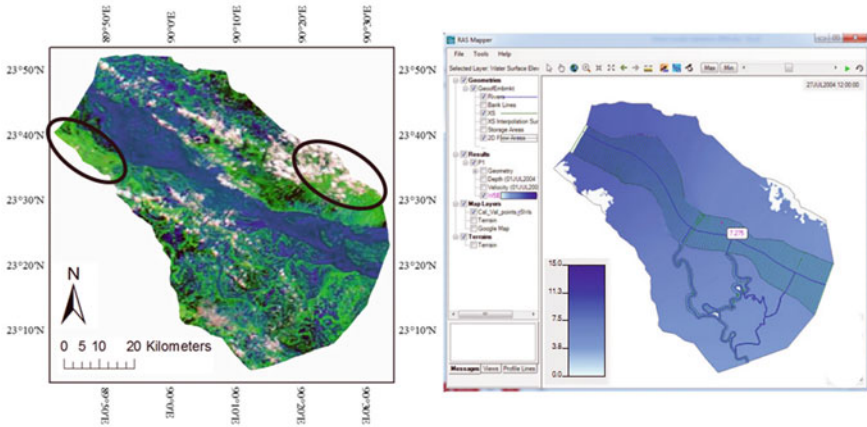 89°50'E 90°0'E 90°10'E 90°20'E 90°30'E
23°50'N 23°50'N
23°40'N 23°40'N
23°30'N 23°30'N
23°20'N 23°20'N
23°10'N 23°10'N
N
0 5 10 20 Kilometers
89°50'E 90°0'E 90°10'E 90°20'E 90°30'E
RAS Mapper
File Tools Help
Selected Layer: Water Surface Elev
Max Min
27JUL2004 12:00:00
Geometries
Rivers
Bank Lines
XS
XS Interpolation Sur
Storage Areas
2D Flow Areas
Results
P1
Geometry
Depth (01JUL2004
Velocity (01JUL200
Map Layers
Terrain
Google Map
Terrains
Terrain
15.0
11.3
7.5
3.8
0.0
Messages Views Profile Lines